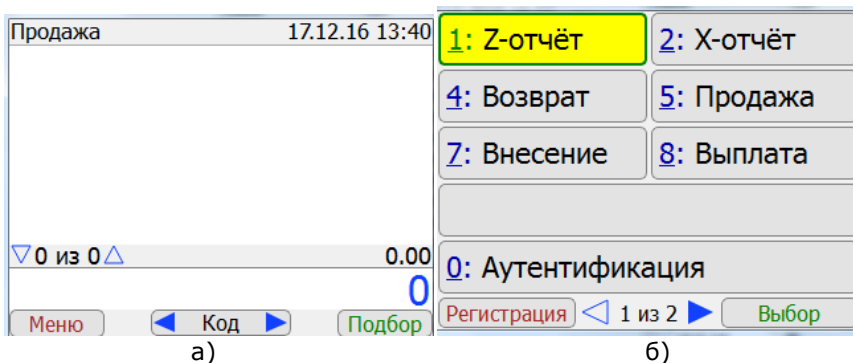 Продажа 17.12.16 13:40
▽0 из 0△ 0.00
0
Меню ◀ Код ▶ Подбор
а)
1: Z-отчёт 2: X-отчёт
4: Возврат 5: Продажа
7: Внесение 8: Выплата
0: Аутентификация
Регистрация ◁ 1 из 2 ▶ Выбор
б)